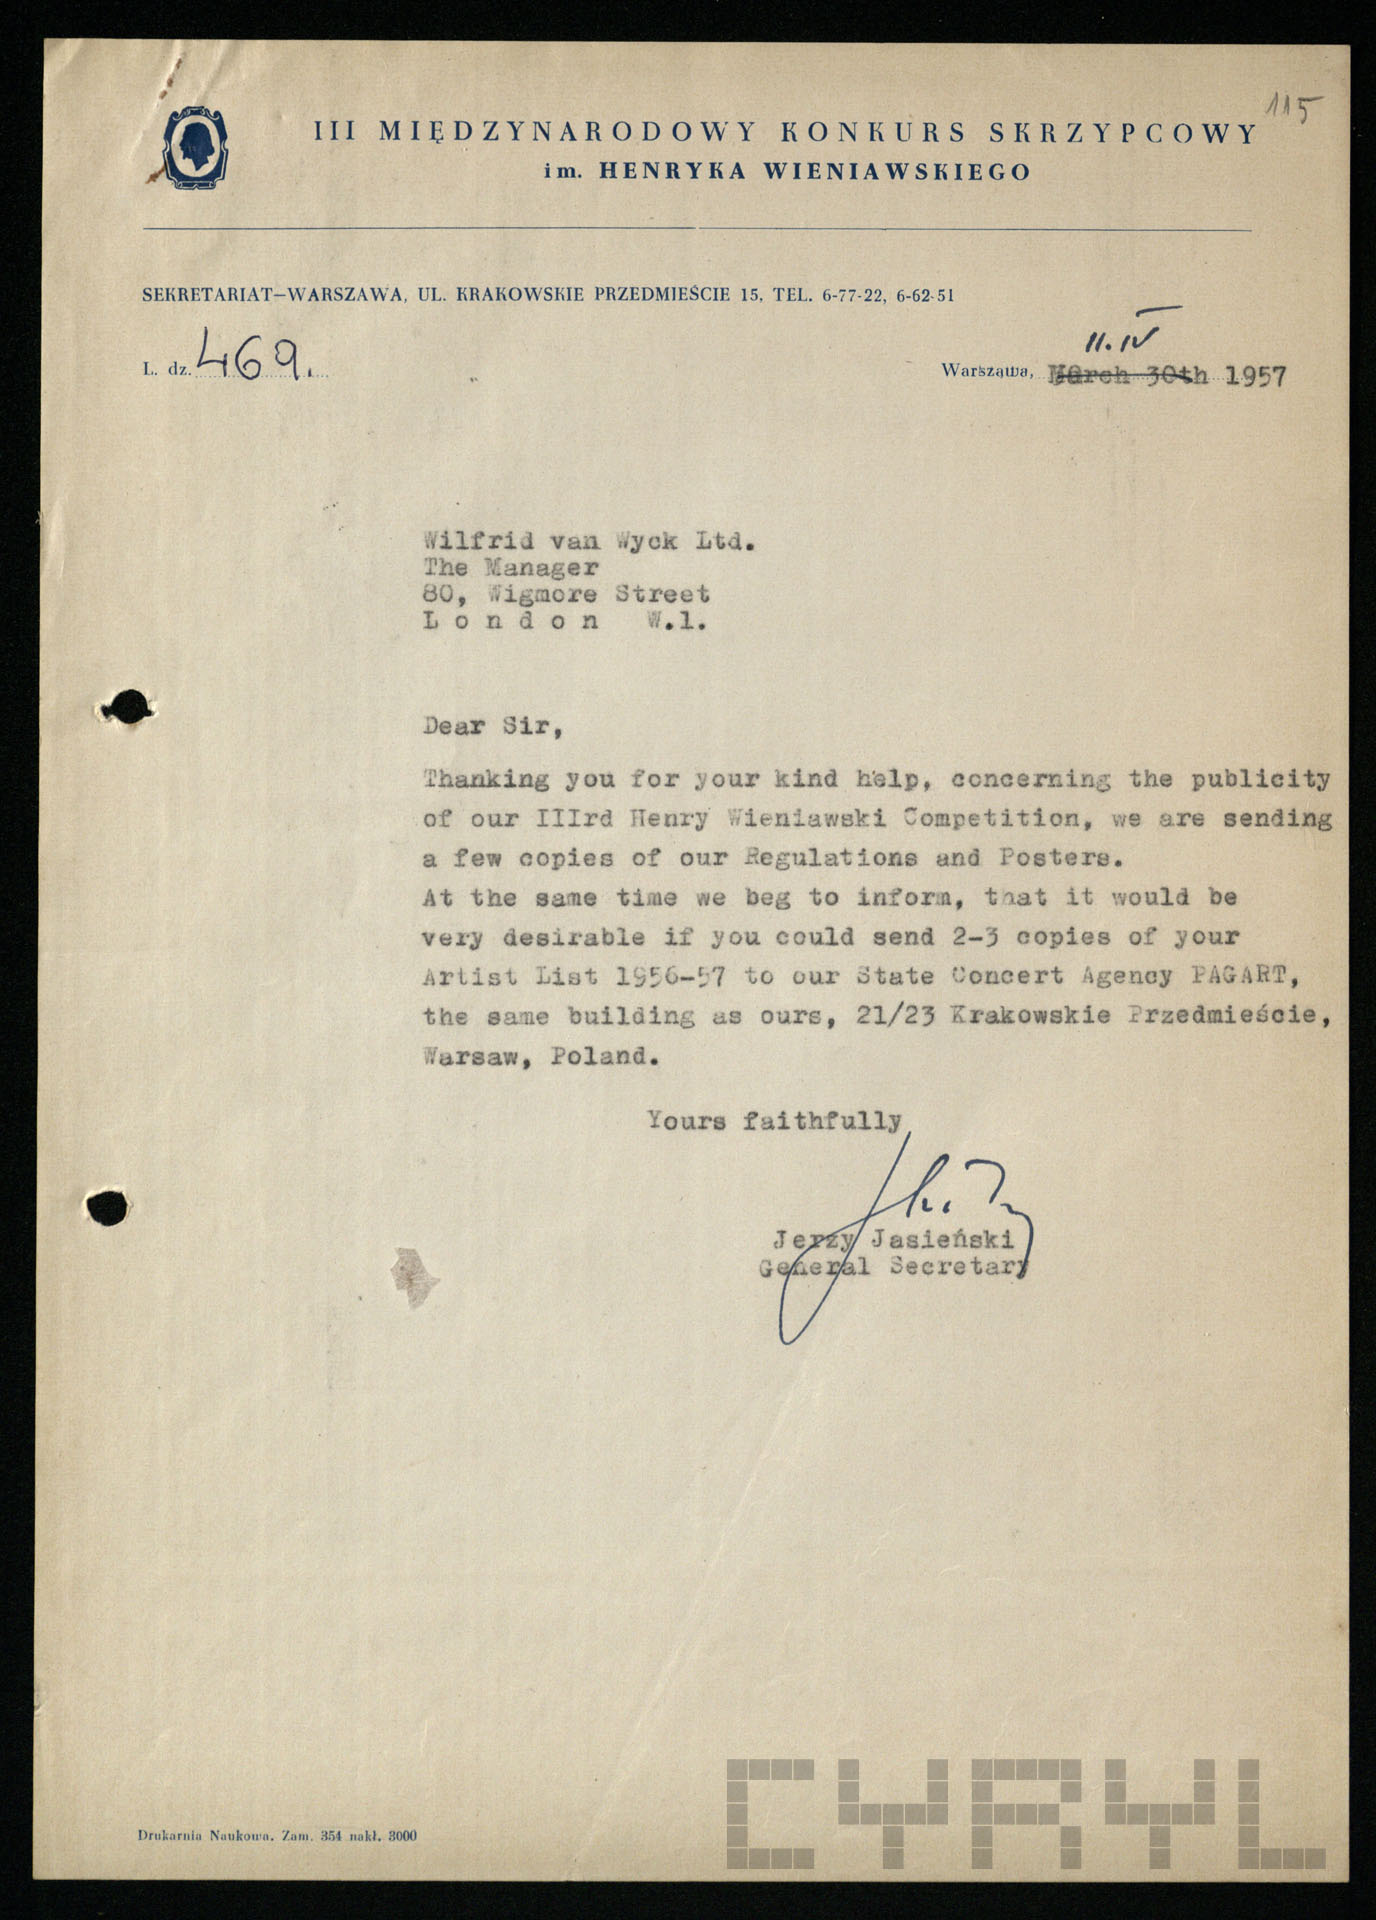 115
III MIĘDZYNARODOWY KONKURS SKRZYPCOWY
im. HENRYKA WIENIAWSKIEGO
SEKRETARIAT—WARSZAWA, UL. KRAKOWSKIE PRZEDMIEŚCIE 15, TEL. 6-77-22, 6-62-51
11.IV
L. dz. 469. Warszawa, March 30th 1957
Wilfrid van Wyck Ltd.
The Manager
80, Wigmore Street
L o n d o n W.1.
Dear Sir,
Thanking you for your kind help, concerning the publicity
of our IIIrd Henry Wieniawski Competition, we are sending
a few copies of our Regulations and Posters.
At the same time we beg to inform, that it would be
very desirable if you could send 2-3 copies of your
Artist List 1956-57 to our State Concert Agency PAGART,
the same building as ours, 21/23 Krakowskie Przedmieście,
Warsaw, Poland.
Yours faithfully
Jerzy Jasieński
General Secretary
Drukarnia Naukowa. Zam. 354 nakł. 3000
CYRYL